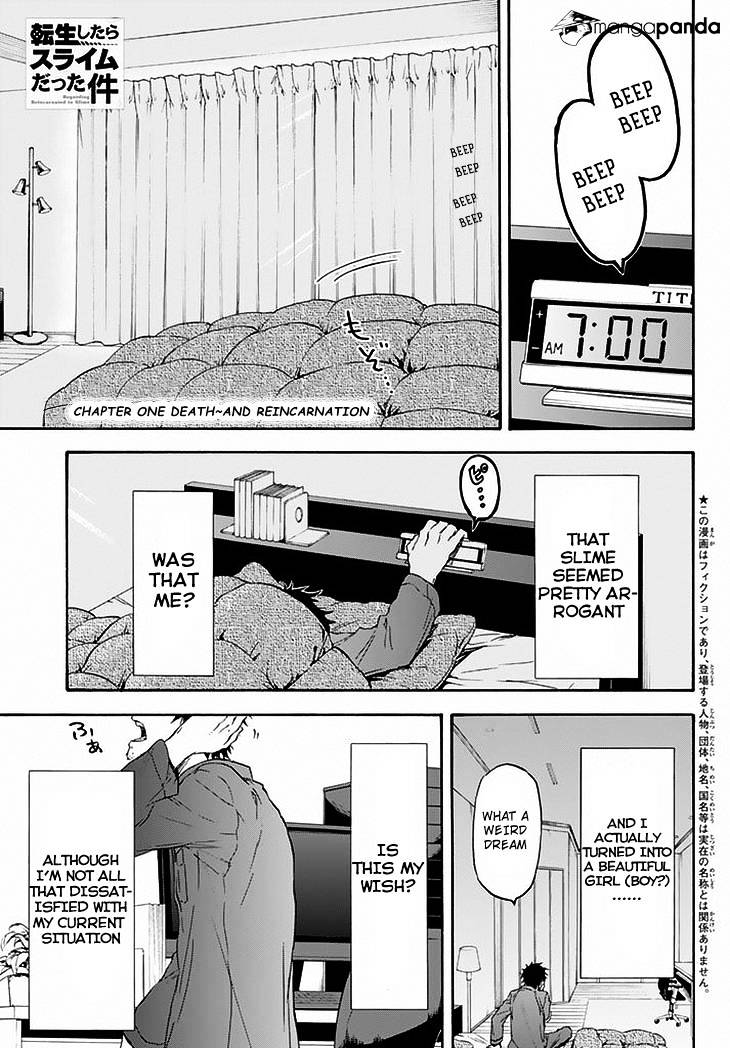 mangapanda
BEEP
BEEP
BEEP
BEEP
TIT
+
-
AM 7:00
転生したら
スライム
だった件
Regarding
Reincarnated to Slime
BEEP
BEEP
BEEP
BEEP
もぞ…
CHAPTER ONE DEATH~AND REINCARNATION
THAT
SLIME
SEEMED
PRETTY AR-
ROGANT
ピ…
WAS
THAT
ME?
AND I
ACTUALLY
TURNED INTO
A BEAUTIFUL
GIRL (BOY?)
......
WHAT A
WEIRD
DREAM
IS
THIS MY
WISH?
ふぁ
ALTHOUGH
I'M NOT ALL
THAT DISSAT-
ISFIED WITH
MY CURRENT
SITUATION
★この漫画はフィクションであり、登場する人物、団体、地名、国名等は実在の名称とは関係ありません。